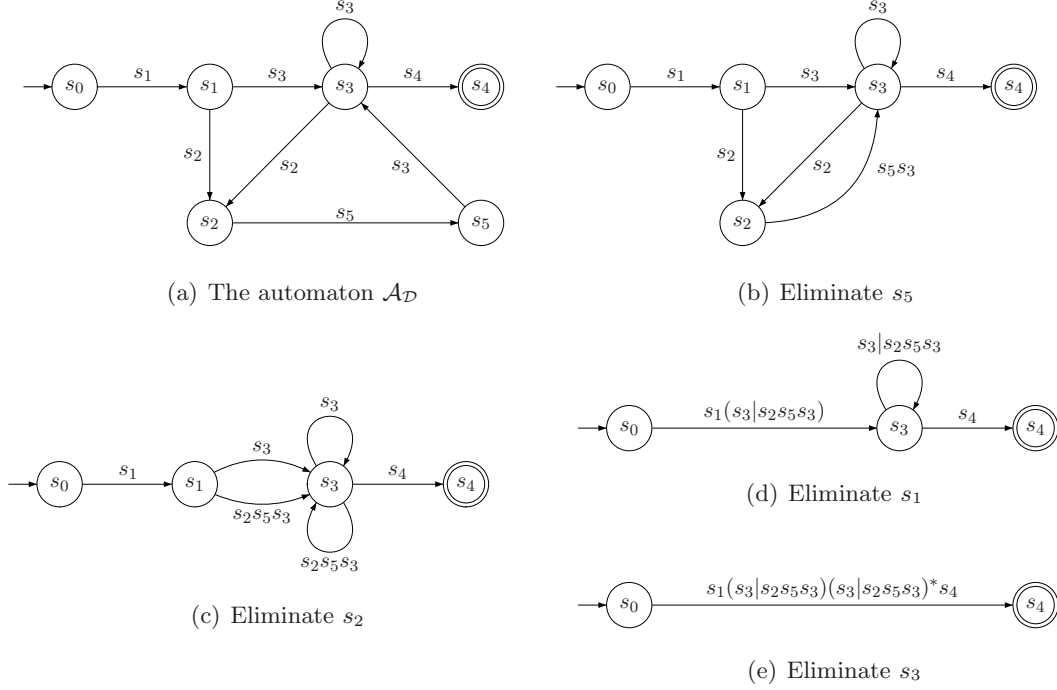 s₃
s₀ s₁ s₁ s₃ s₃ s₄ s₄
s₂ s₂ s₃
s₂ s₅ s₅
(a) The automaton 𝒜_𝒟
s₃
s₀ s₁ s₁ s₃ s₃ s₄ s₄
s₂ s₂ s₅s₃
s₂
(b) Eliminate s₅
s₃
s₃
s₀ s₁ s₁ s₃ s₄ s₄
s₂s₅s₃
s₂s₅s₃
(c) Eliminate s₂
s₃|s₂s₅s₃
s₁(s₃|s₂s₅s₃) s₄
s₀ s₃ s₄
(d) Eliminate s₁
s₁(s₃|s₂s₅s₃)(s₃|s₂s₅s₃)*s₄
s₀ s₄
(e) Eliminate s₃